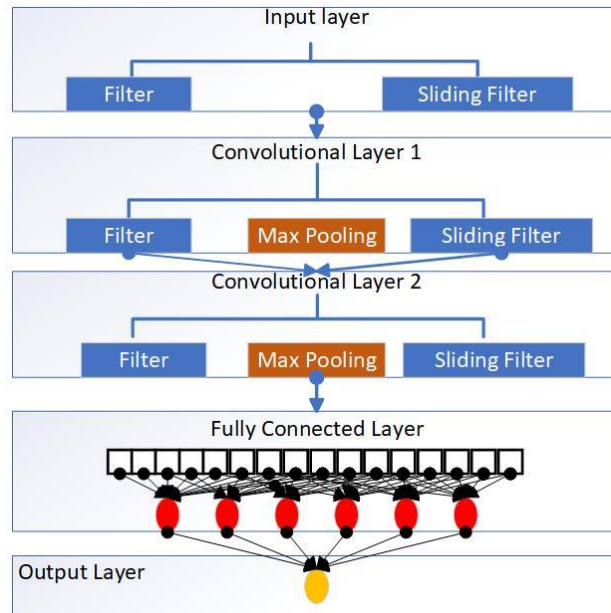 Input layer
Filter
Sliding Filter
Convolutional Layer 1
Filter
Max Pooling
Sliding Filter
Convolutional Layer 2
Filter
Max Pooling
Sliding Filter
Fully Connected Layer
Output Layer